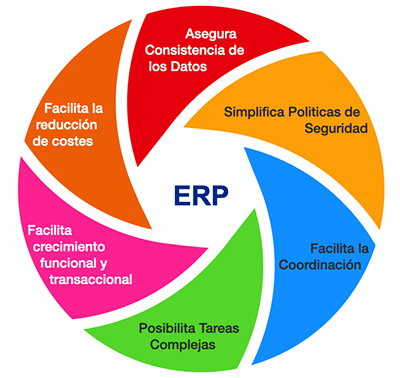 Asegura
Consistencia de
los Datos
Simplifica Politicas de
Seguridad
Facilita la
Coordinación
Posibilita Tareas
Complejas
Facilita
crecimiento
funcional y
transaccional
Facilita la
reducción
de costes
ERP